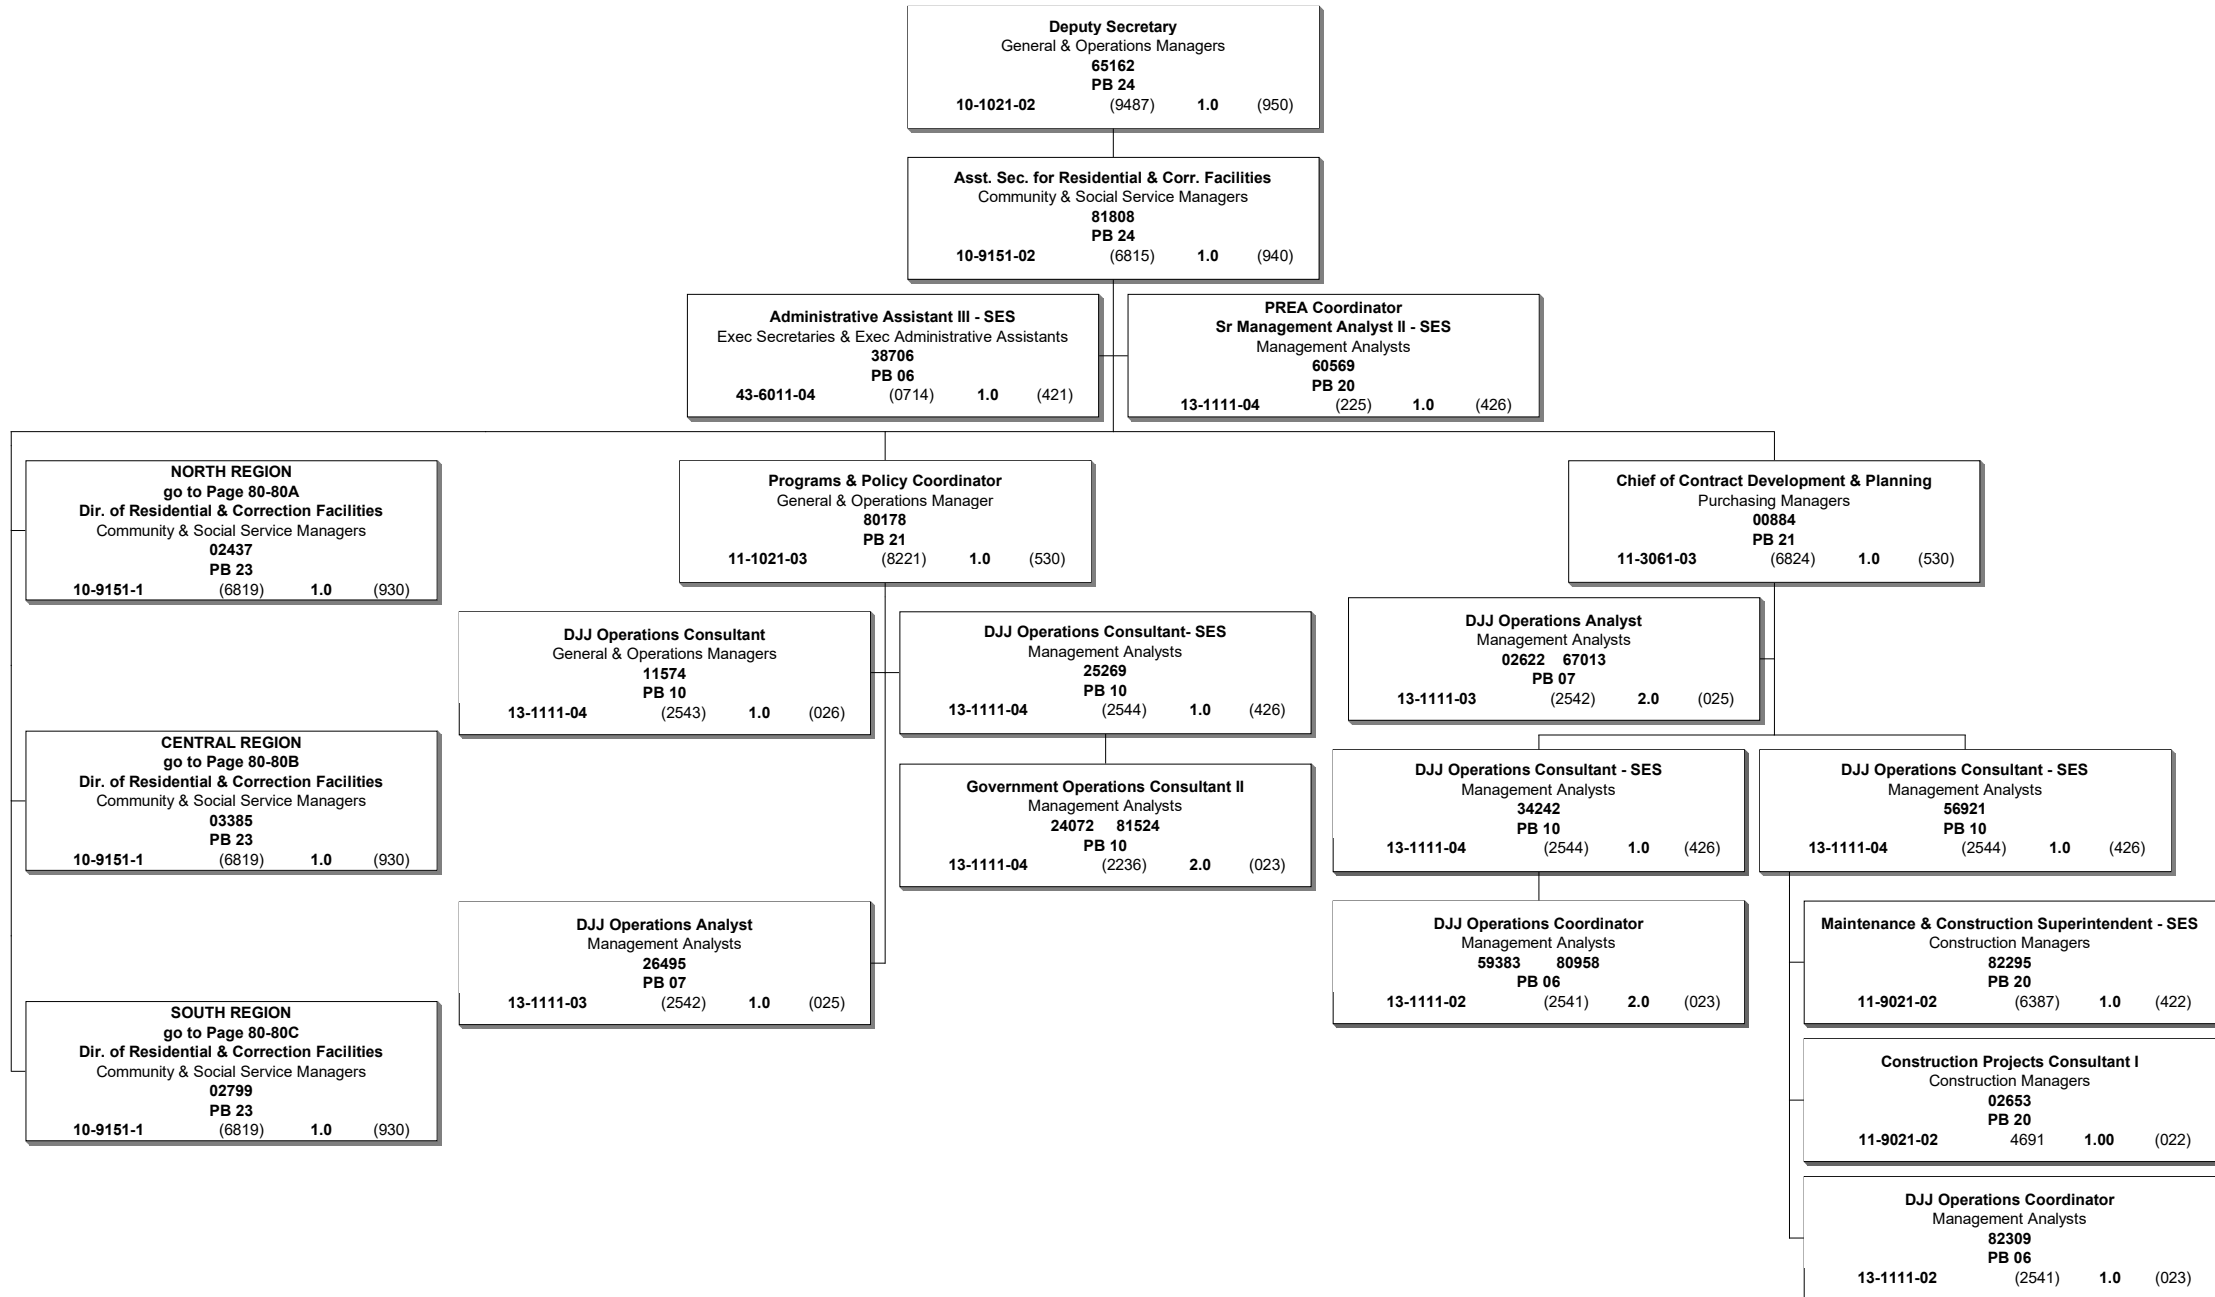 Deputy Secretary
General & Operations Managers
65162
PB 24
10-1021-02 (9487) 1.0 (950)
Asst. Sec. for Residential & Corr. Facilities
Community & Social Service Managers
81808
PB 24
10-9151-02 (6815) 1.0 (940)
Administrative Assistant III - SES
Exec Secretaries & Exec Administrative Assistants
38706
PB 06
43-6011-04 (0714) 1.0 (421)
PREA Coordinator
Sr Management Analyst II - SES
Management Analysts
60569
PB 20
13-1111-04 (225) 1.0 (426)
NORTH REGION
go to Page 80-80A
Dir. of Residential & Correction Facilities
Community & Social Service Managers
02437
PB 23
10-9151-1 (6819) 1.0 (930)
CENTRAL REGION
go to Page 80-80B
Dir. of Residential & Correction Facilities
Community & Social Service Managers
03385
PB 23
10-9151-1 (6819) 1.0 (930)
SOUTH REGION
go to Page 80-80C
Dir. of Residential & Correction Facilities
Community & Social Service Managers
02799
PB 23
10-9151-1 (6819) 1.0 (930)
Programs & Policy Coordinator
General & Operations Manager
80178
PB 21
11-1021-03 (8221) 1.0 (530)
DJJ Operations Consultant
General & Operations Managers
11574
PB 10
13-1111-04 (2543) 1.0 (026)
DJJ Operations Consultant- SES
Management Analysts
25269
PB 10
13-1111-04 (2544) 1.0 (426)
Government Operations Consultant II
Management Analysts
24072 81524
PB 10
13-1111-04 (2236) 2.0 (023)
DJJ Operations Analyst
Management Analysts
26495
PB 07
13-1111-03 (2542) 1.0 (025)
Chief of Contract Development & Planning
Purchasing Managers
00884
PB 21
11-3061-03 (6824) 1.0 (530)
DJJ Operations Analyst
Management Analysts
02622 67013
PB 07
13-1111-03 (2542) 2.0 (025)
DJJ Operations Consultant - SES
Management Analysts
34242
PB 10
13-1111-04 (2544) 1.0 (426)
DJJ Operations Coordinator
Management Analysts
59383 80958
PB 06
13-1111-02 (2541) 2.0 (023)
DJJ Operations Consultant - SES
Management Analysts
56921
PB 10
13-1111-04 (2544) 1.0 (426)
Maintenance & Construction Superintendent - SES
Construction Managers
82295
PB 20
11-9021-02 (6387) 1.0 (422)
Construction Projects Consultant I
Construction Managers
02653
PB 20
11-9021-02 4691 1.00 (022)
DJJ Operations Coordinator
Management Analysts
82309
PB 06
13-1111-02 (2541) 1.0 (023)